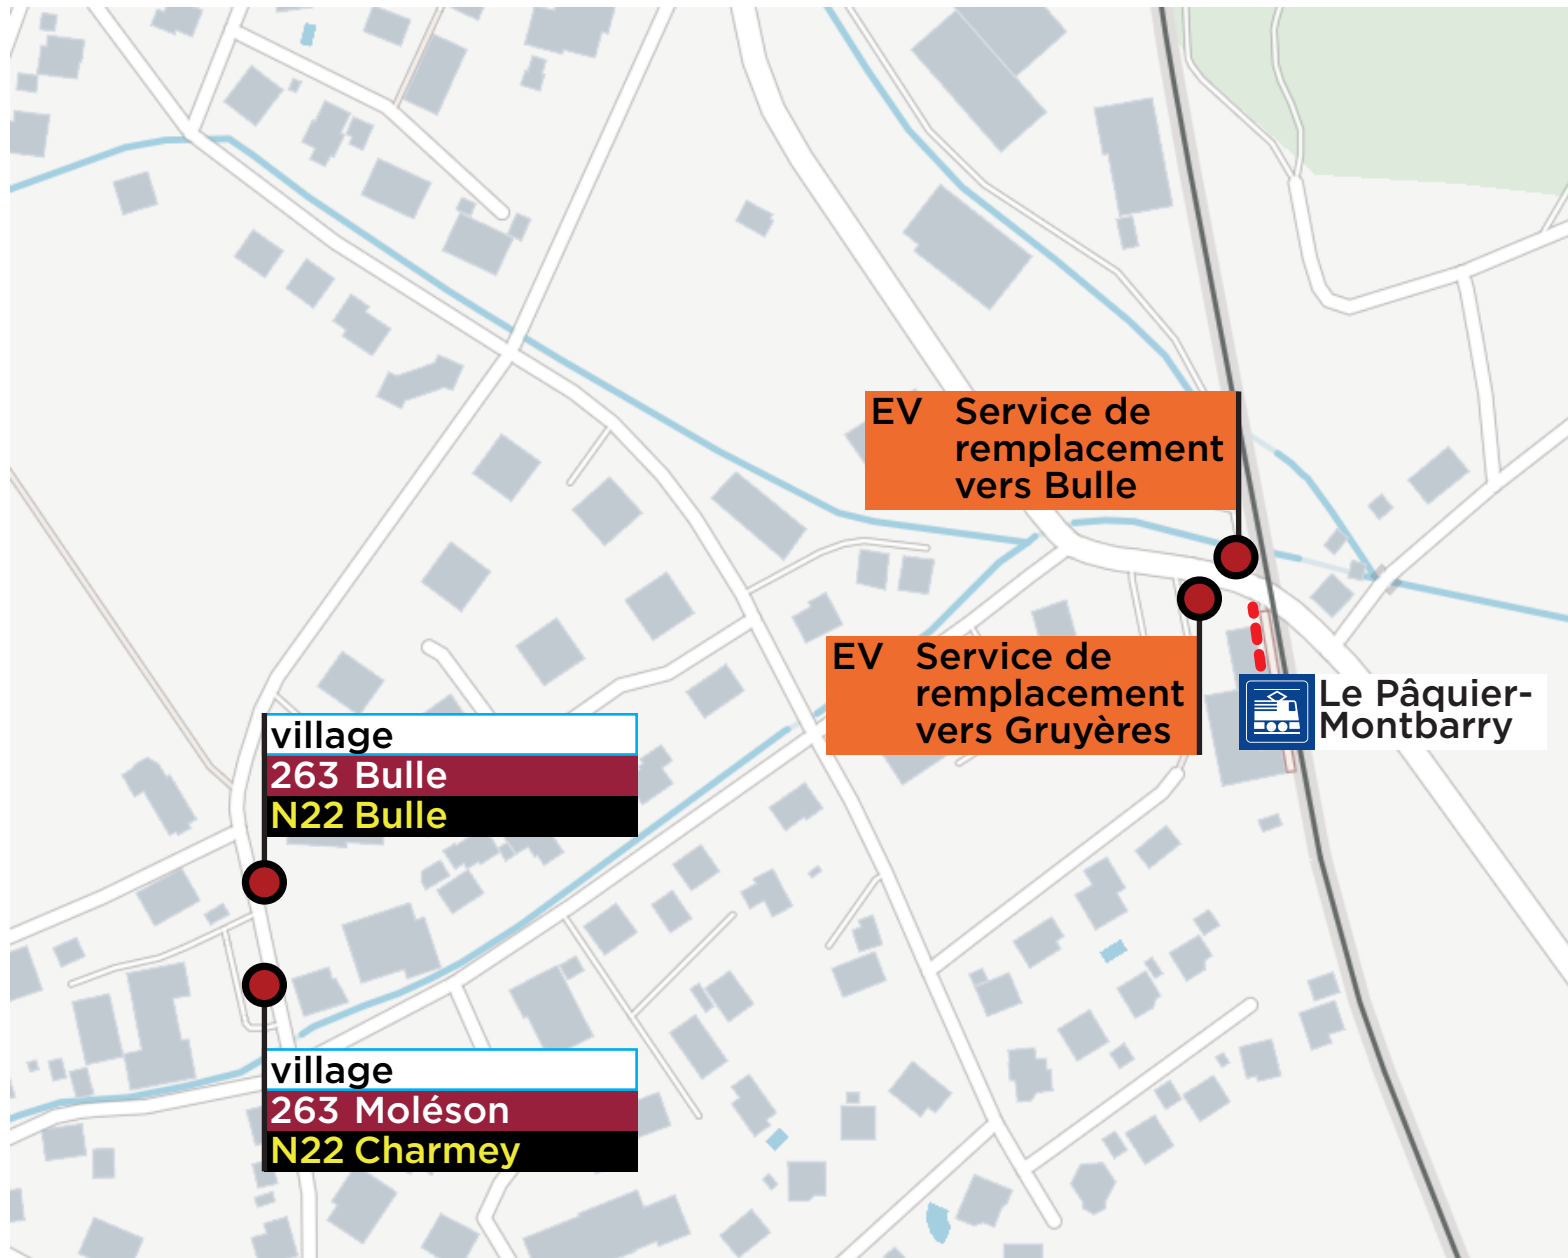 EV Service de
remplacement
vers Bulle
EV Service de
remplacement
vers Gruyères
Le Pâquier-
Montbarry
village
263 Bulle
N22 Bulle
village
263 Moléson
N22 Charmey